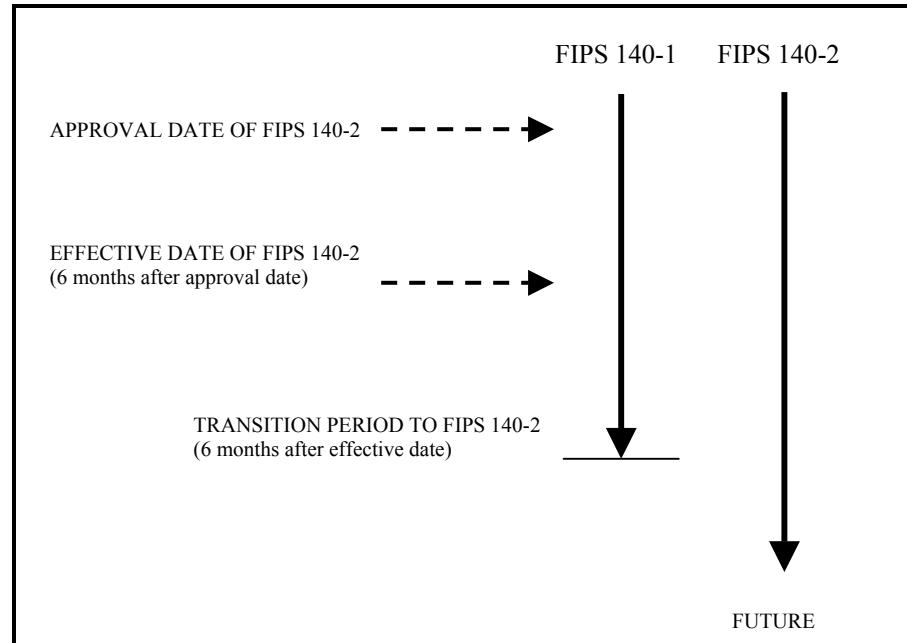 FIPS 140-1 FIPS 140-2
APPROVAL DATE OF FIPS 140-2
EFFECTIVE DATE OF FIPS 140-2
(6 months after approval date)
TRANSITION PERIOD TO FIPS 140-2
(6 months after effective date)
FUTURE